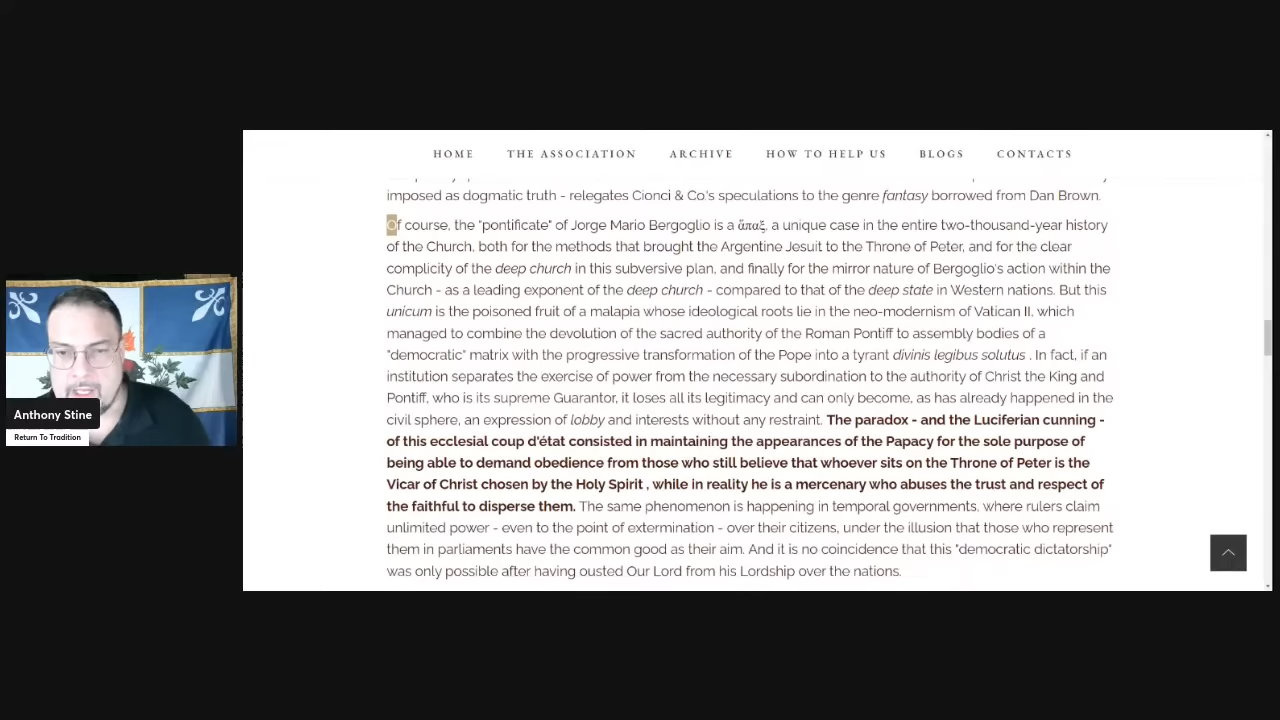 HOME THE ASSOCIATION ARCHIVE HOW TO HELP US BLOGS CONTACTS
imposed as dogmatic truth - relegates Cionci & Co.'s speculations to the genre fantasy borrowed from Dan Brown.
Of course, the "pontificate" of Jorge Mario Bergoglio is a ἅπαξ, a unique case in the entire two-thousand-year history
of the Church, both for the methods that brought the Argentine Jesuit to the Throne of Peter, and for the clear
complicity of the deep church in this subversive plan, and finally for the mirror nature of Bergoglio's action within the
Church - as a leading exponent of the deep church - compared to that of the deep state in Western nations. But this
unicum is the poisoned fruit of a malapia whose ideological roots lie in the neo-modernism of Vatican II, which
managed to combine the devolution of the sacred authority of the Roman Pontiff to assembly bodies of a
"democratic" matrix with the progressive transformation of the Pope into a tyrant divinis legibus solutus . In fact, if an
institution separates the exercise of power from the necessary subordination to the authority of Christ the King and
Pontiff, who is its supreme Guarantor, it loses all its legitimacy and can only become, as has already happened in the
civil sphere, an expression of lobby and interests without any restraint. The paradox - and the Luciferian cunning -
of this ecclesial coup d'état consisted in maintaining the appearances of the Papacy for the sole purpose of
being able to demand obedience from those who still believe that whoever sits on the Throne of Peter is the
Vicar of Christ chosen by the Holy Spirit , while in reality he is a mercenary who abuses the trust and respect of
the faithful to disperse them. The same phenomenon is happening in temporal governments, where rulers claim
unlimited power - even to the point of extermination - over their citizens, under the illusion that those who represent
them in parliaments have the common good as their aim. And it is no coincidence that this "democratic dictatorship"
was only possible after having ousted Our Lord from his Lordship over the nations.
Anthony Stine
Return To Tradition